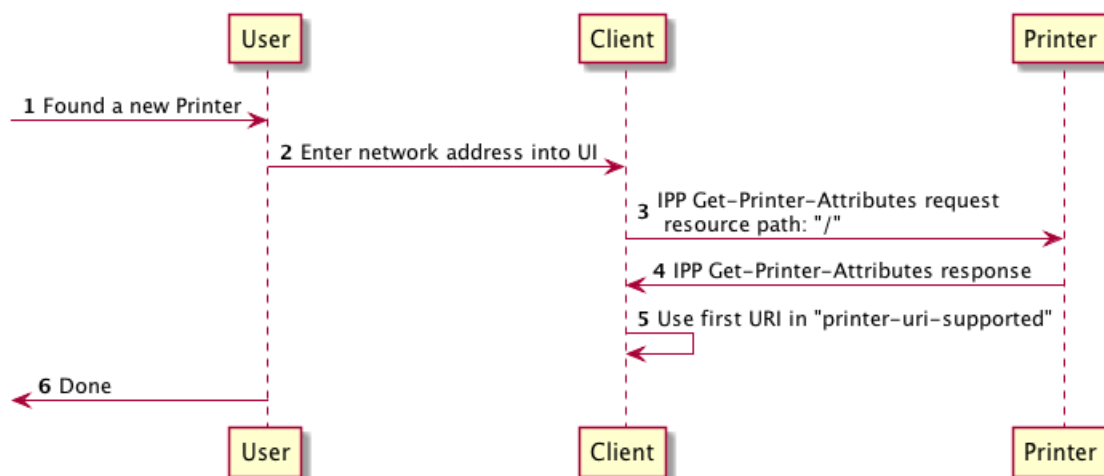 User Client Printer
1 Found a new Printer
2 Enter network address into UI
3 IPP Get-Printer-Attributes request
resource path: "/"
4 IPP Get-Printer-Attributes response
5 Use first URI in "printer-uri-supported"
6 Done
User Client Printer